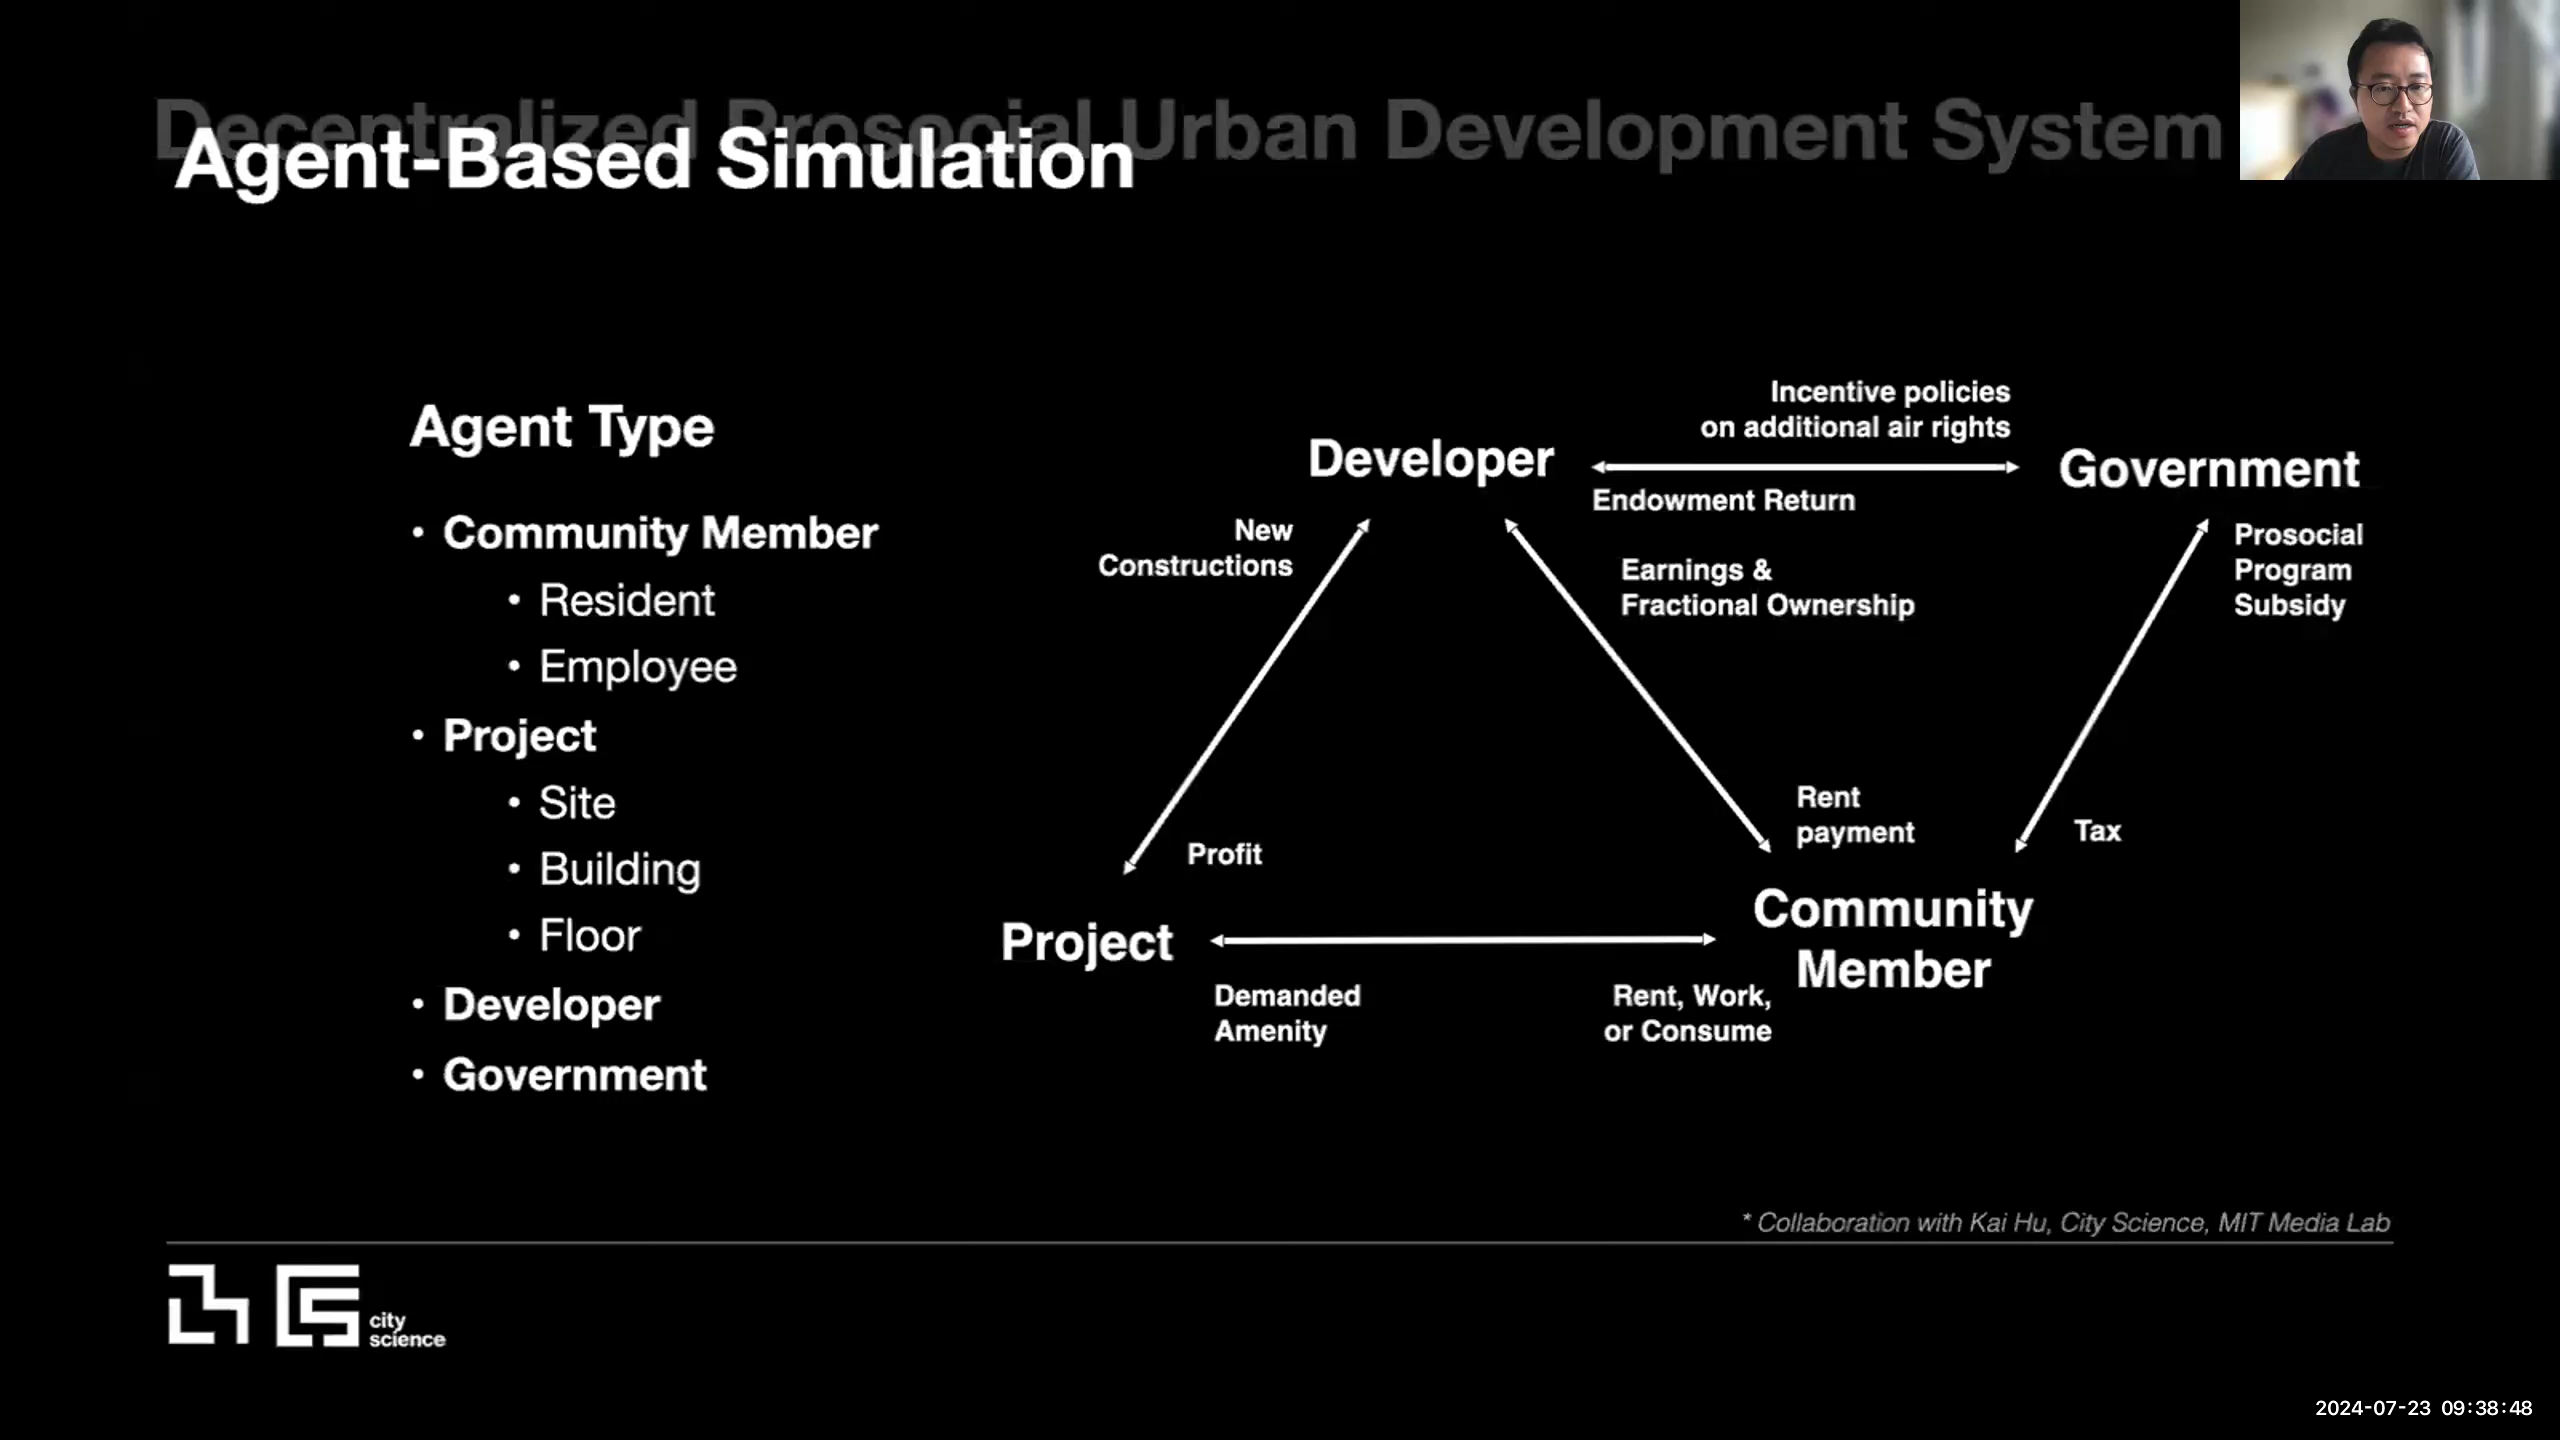 Decentralized Prosocial Urban Development System
Agent-Based Simulation
Agent Type
• Community Member
• Resident
• Employee
• Project
• Site
• Building
• Floor
• Developer
• Government
Incentive policies
on additional air rights
Developer
Government
Endowment Return
New
Constructions
Earnings &
Fractional Ownership
Prosocial
Program
Subsidy
Rent
payment
Tax
Profit
Project
Community
Member
Demanded
Amenity
Rent, Work,
or Consume
* Collaboration with Kai Hu, City Science, MIT Media Lab
city
science
2024-07-23 09:38:48